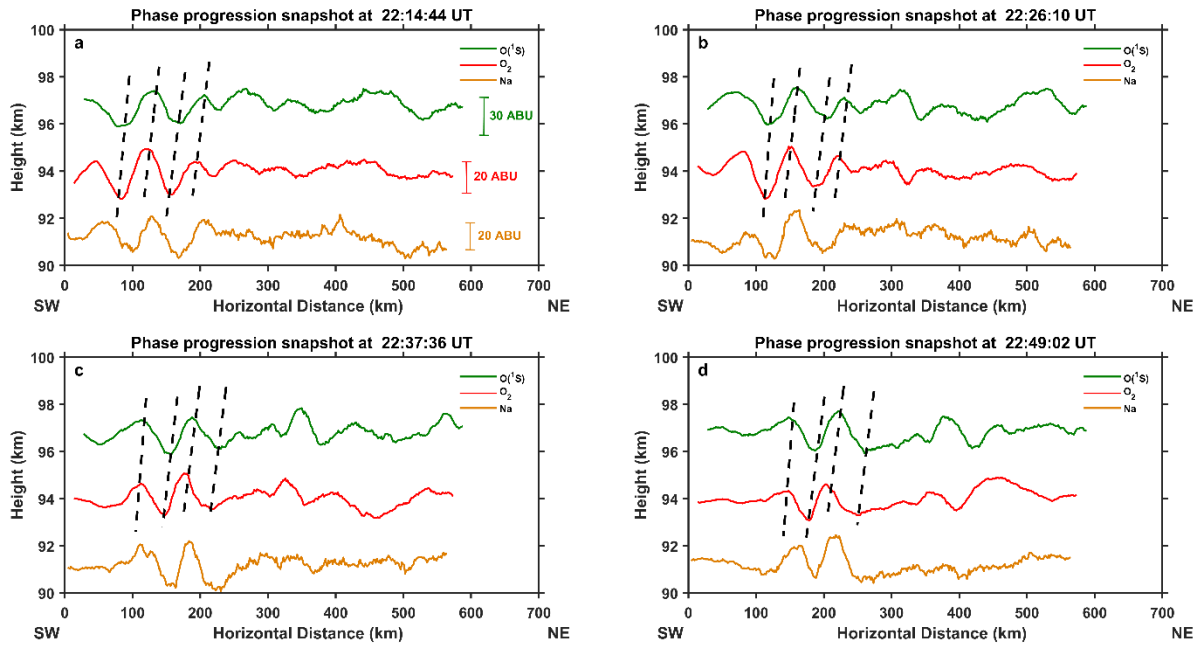 Phase progression snapshot at 22:14:44 UT
a
O(¹S)
O₂
Na
30 ABU
20 ABU
20 ABU
Height (km)
100
98
96
94
92
90
0 100 200 300 400 500 600 700
SW Horizontal Distance (km) NE
Phase progression snapshot at 22:26:10 UT
b
O(¹S)
O₂
Na
Height (km)
100
98
96
94
92
90
0 100 200 300 400 500 600 700
SW Horizontal Distance (km) NE
Phase progression snapshot at 22:37:36 UT
c
O(¹S)
O₂
Na
Height (km)
100
98
96
94
92
90
0 100 200 300 400 500 600 700
SW Horizontal Distance (km) NE
Phase progression snapshot at 22:49:02 UT
d
O(¹S)
O₂
Na
Height (km)
100
98
96
94
92
90
0 100 200 300 400 500 600 700
SW Horizontal Distance (km) NE